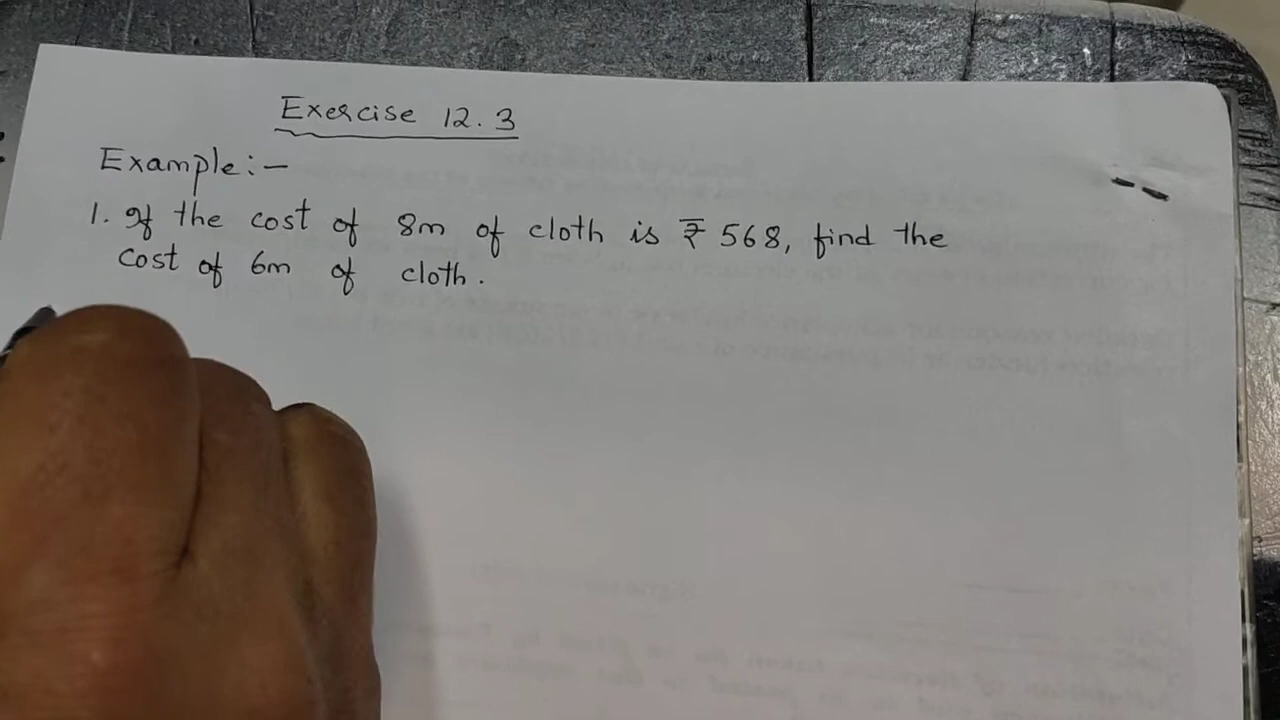 Exercise 12.3
Example:-
1. If the cost of 8m of cloth is ₹ 568, find the
cost of 6m of cloth.